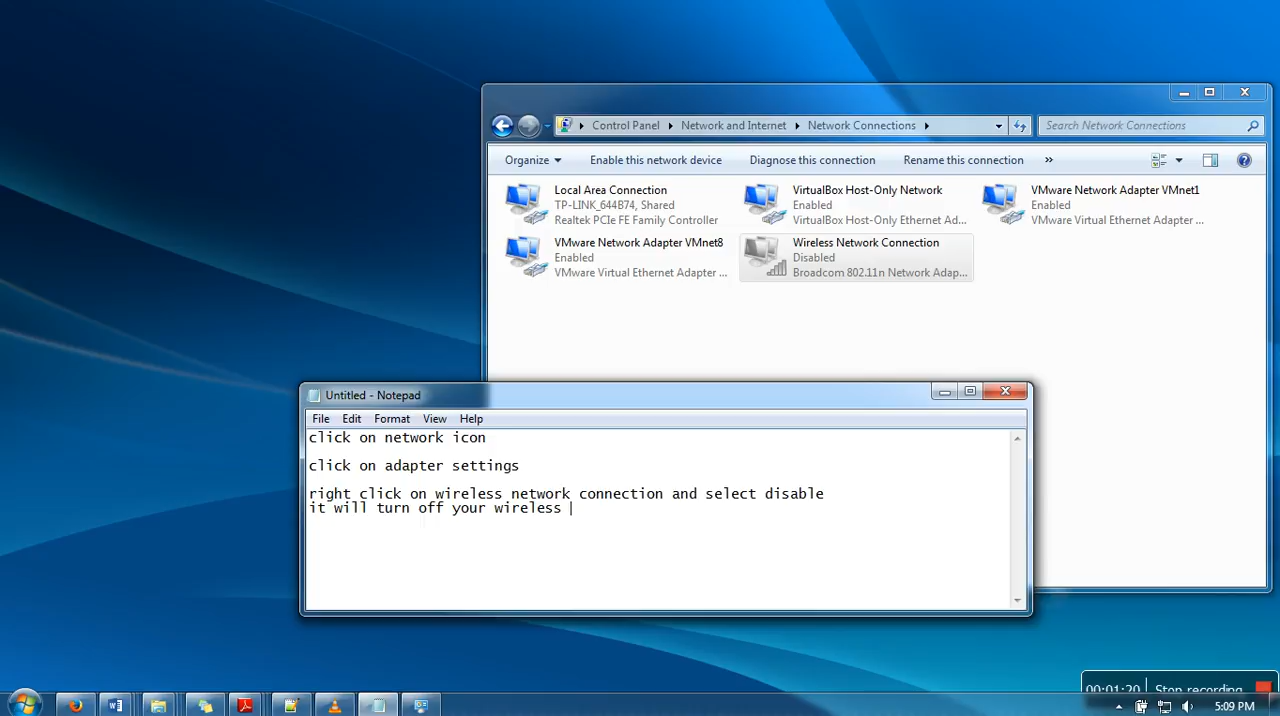 Control Panel Network and Internet Network Connections Search Network Connections
Organize Enable this network device Diagnose this connection Rename this connection »
Local Area Connection
TP-LINK_644B74, Shared
Realtek PCIe FE Family Controller
VirtualBox Host-Only Network
Enabled
VirtualBox Host-Only Ethernet Ad...
VMware Network Adapter VMnet1
Enabled
VMware Virtual Ethernet Adapter ...
VMware Network Adapter VMnet8
Enabled
VMware Virtual Ethernet Adapter ...
Wireless Network Connection
Disabled
Broadcom 802.11n Network Adap...
Untitled - Notepad
File Edit Format View Help
click on network icon
click on adapter settings
right click on wireless network connection and select disable
it will turn off your wireless
00:01:20 Stop recording
5:09 PM